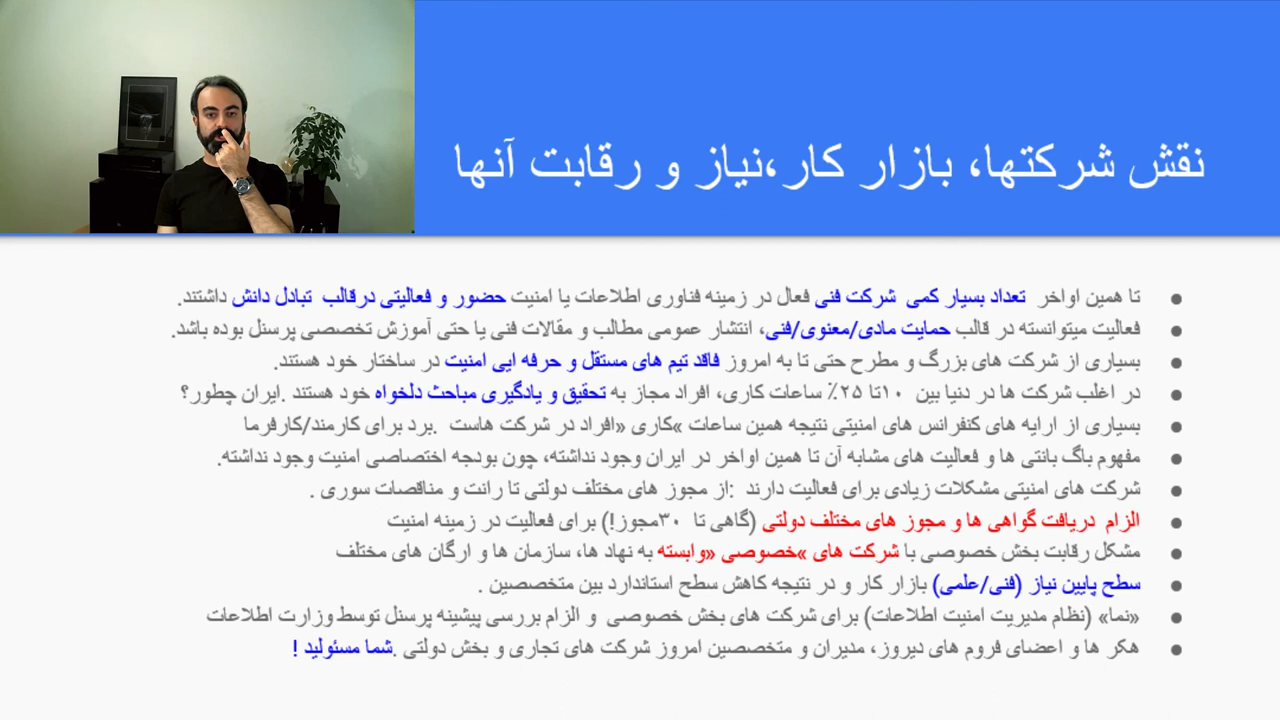 نقش شرکتها، بازار کار،نیاز و رقابت آنها
تا همین اواخر تعداد بسیار کمی شرکت فنی فعال در زمینه فناوری اطلاعات یا امنیت حضور و فعالیتی درقالب تبادل دانش داشتند.
فعالیت میتوانسته در قالب حمایت مادی/معنوی/فنی، انتشار عمومی مطالب و مقالات فنی یا حتی آموزش تخصصی پرسنل بوده باشد.
بسیاری از شرکت های بزرگ و مطرح حتی تا به امروز فاقد تیم های مستقل و حرفه ایی امنیت در ساختار خود هستند.
در اغلب شرکت ها در دنیا بین ۱۰تا ۲۵٪ ساعات کاری، افراد مجاز به تحقیق و یادگیری مباحث دلخواه خود هستند .ایران چطور؟
بسیاری از ارایه های کنفرانس های امنیتی نتیجه همین ساعات »کاری «افراد در شرکت هاست .برد برای کارمند/کارفرما
مفهوم باگ بانتی ها و فعالیت های مشابه آن تا همین اواخر در ایران وجود نداشته، چون بودجه اختصاصی امنیت وجود نداشته.
شرکت های امنیتی مشکلات زیادی برای فعالیت دارند :از مجوز های مختلف دولتی تا رانت و مناقصات سوری .
الزام دریافت گواهی ها و مجوز های مختلف دولتی (گاهی تا ۳۰مجوز!) برای فعالیت در زمینه امنیت
مشکل رقابت بخش خصوصی با شرکت های »خصوصی «وابسته به نهاد ها، سازمان ها و ارگان های مختلف
سطح پایین نیاز (فنی/علمی) بازار کار و در نتیجه کاهش سطح استاندارد بین متخصصین .
«نما» (نظام مدیریت امنیت اطلاعات) برای شرکت های بخش خصوصی و الزام بررسی پیشینه پرسنل توسط وزارت اطلاعات
هکر ها و اعضای فروم های دیروز، مدیران و متخصصین امروز شرکت های تجاری و بخش دولتی .شما مسئولید !